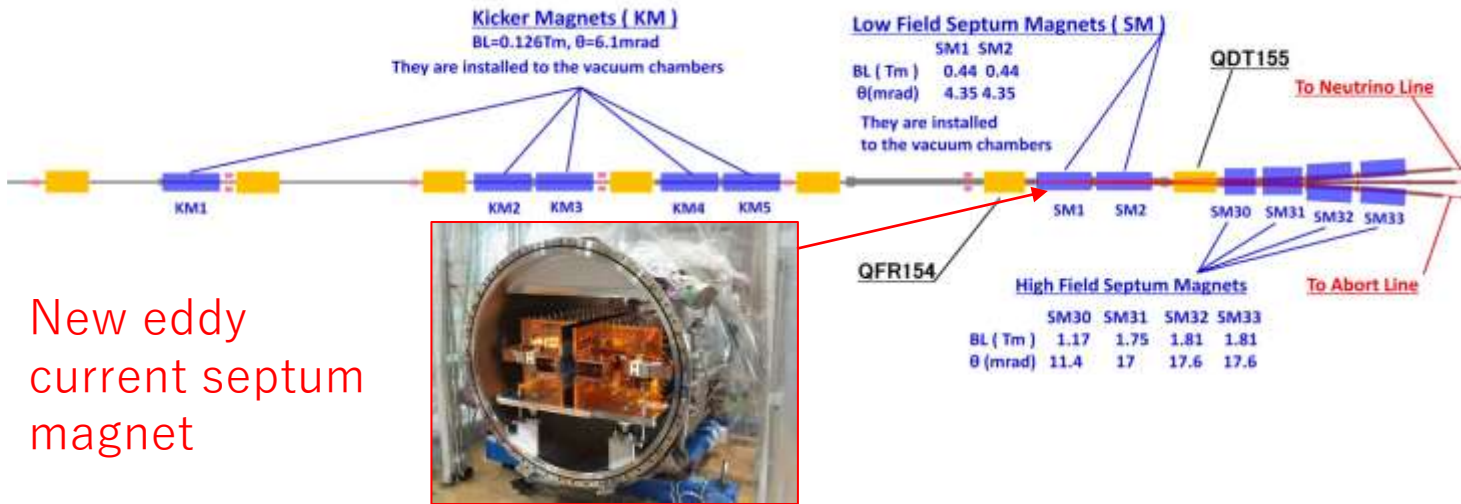 Kicker Magnets ( KM )
BL=0.126Tm, θ=6.1mrad
They are installed to the vacuum chambers
Low Field Septum Magnets ( SM )
SM1 SM2
BL ( Tm ) 0.44 0.44
θ(mrad) 4.35 4.35
They are installed
to the vacuum chambers
QDT155
To Neutrino Line
KM1
KM2
KM3
KM4
KM5
SM1
SM2
SM30
SM31
SM32
SM33
QFR154
To Abort Line
High Field Septum Magnets
SM30 SM31 SM32 SM33
BL ( Tm ) 1.17 1.75 1.81 1.81
θ (mrad) 11.4 17 17.6 17.6
New eddy
current septum
magnet